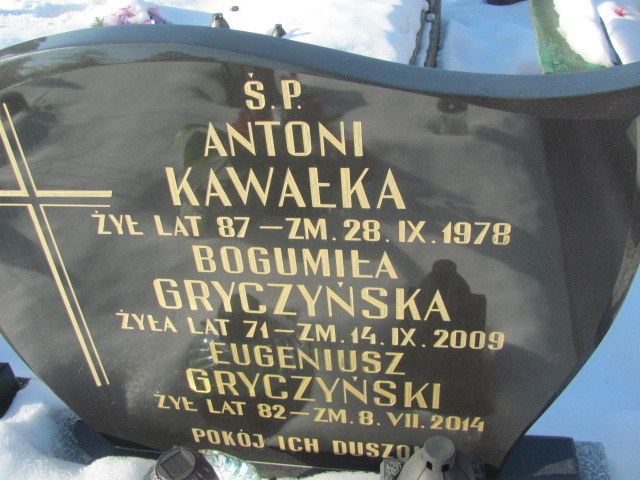 Ś.P.
ANTONI
KAWAŁKA
ŻYŁ LAT 87 – ZM. 28. IX. 1978
BOGUMIŁA
GRYCZYŃSKA
ŻYŁA LAT 71 – ZM. 14. IX. 2009
EUGENIUSZ
GRYCZYŃSKI
ŻYŁ LAT 82 – ZM. 8. VII. 2014
POKÓJ ICH DUSZOM